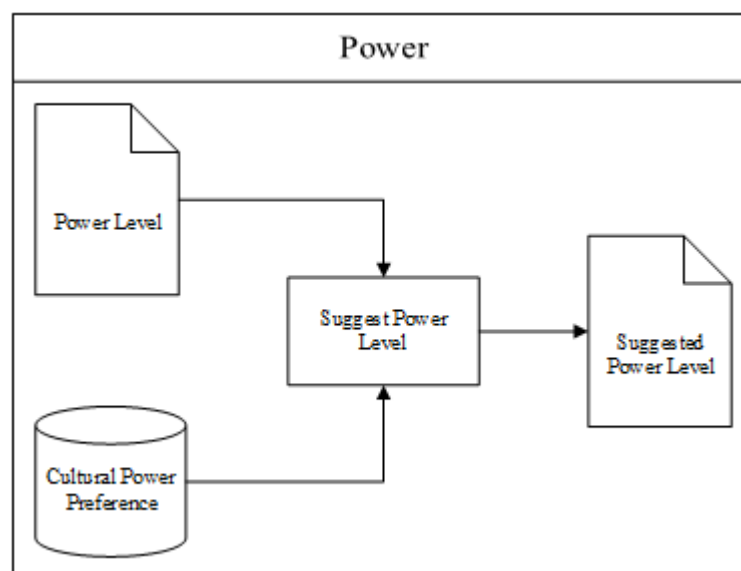 Power
Power Level
Suggest Power
Level
Suggested
Power Level
Cultural Power
Preference